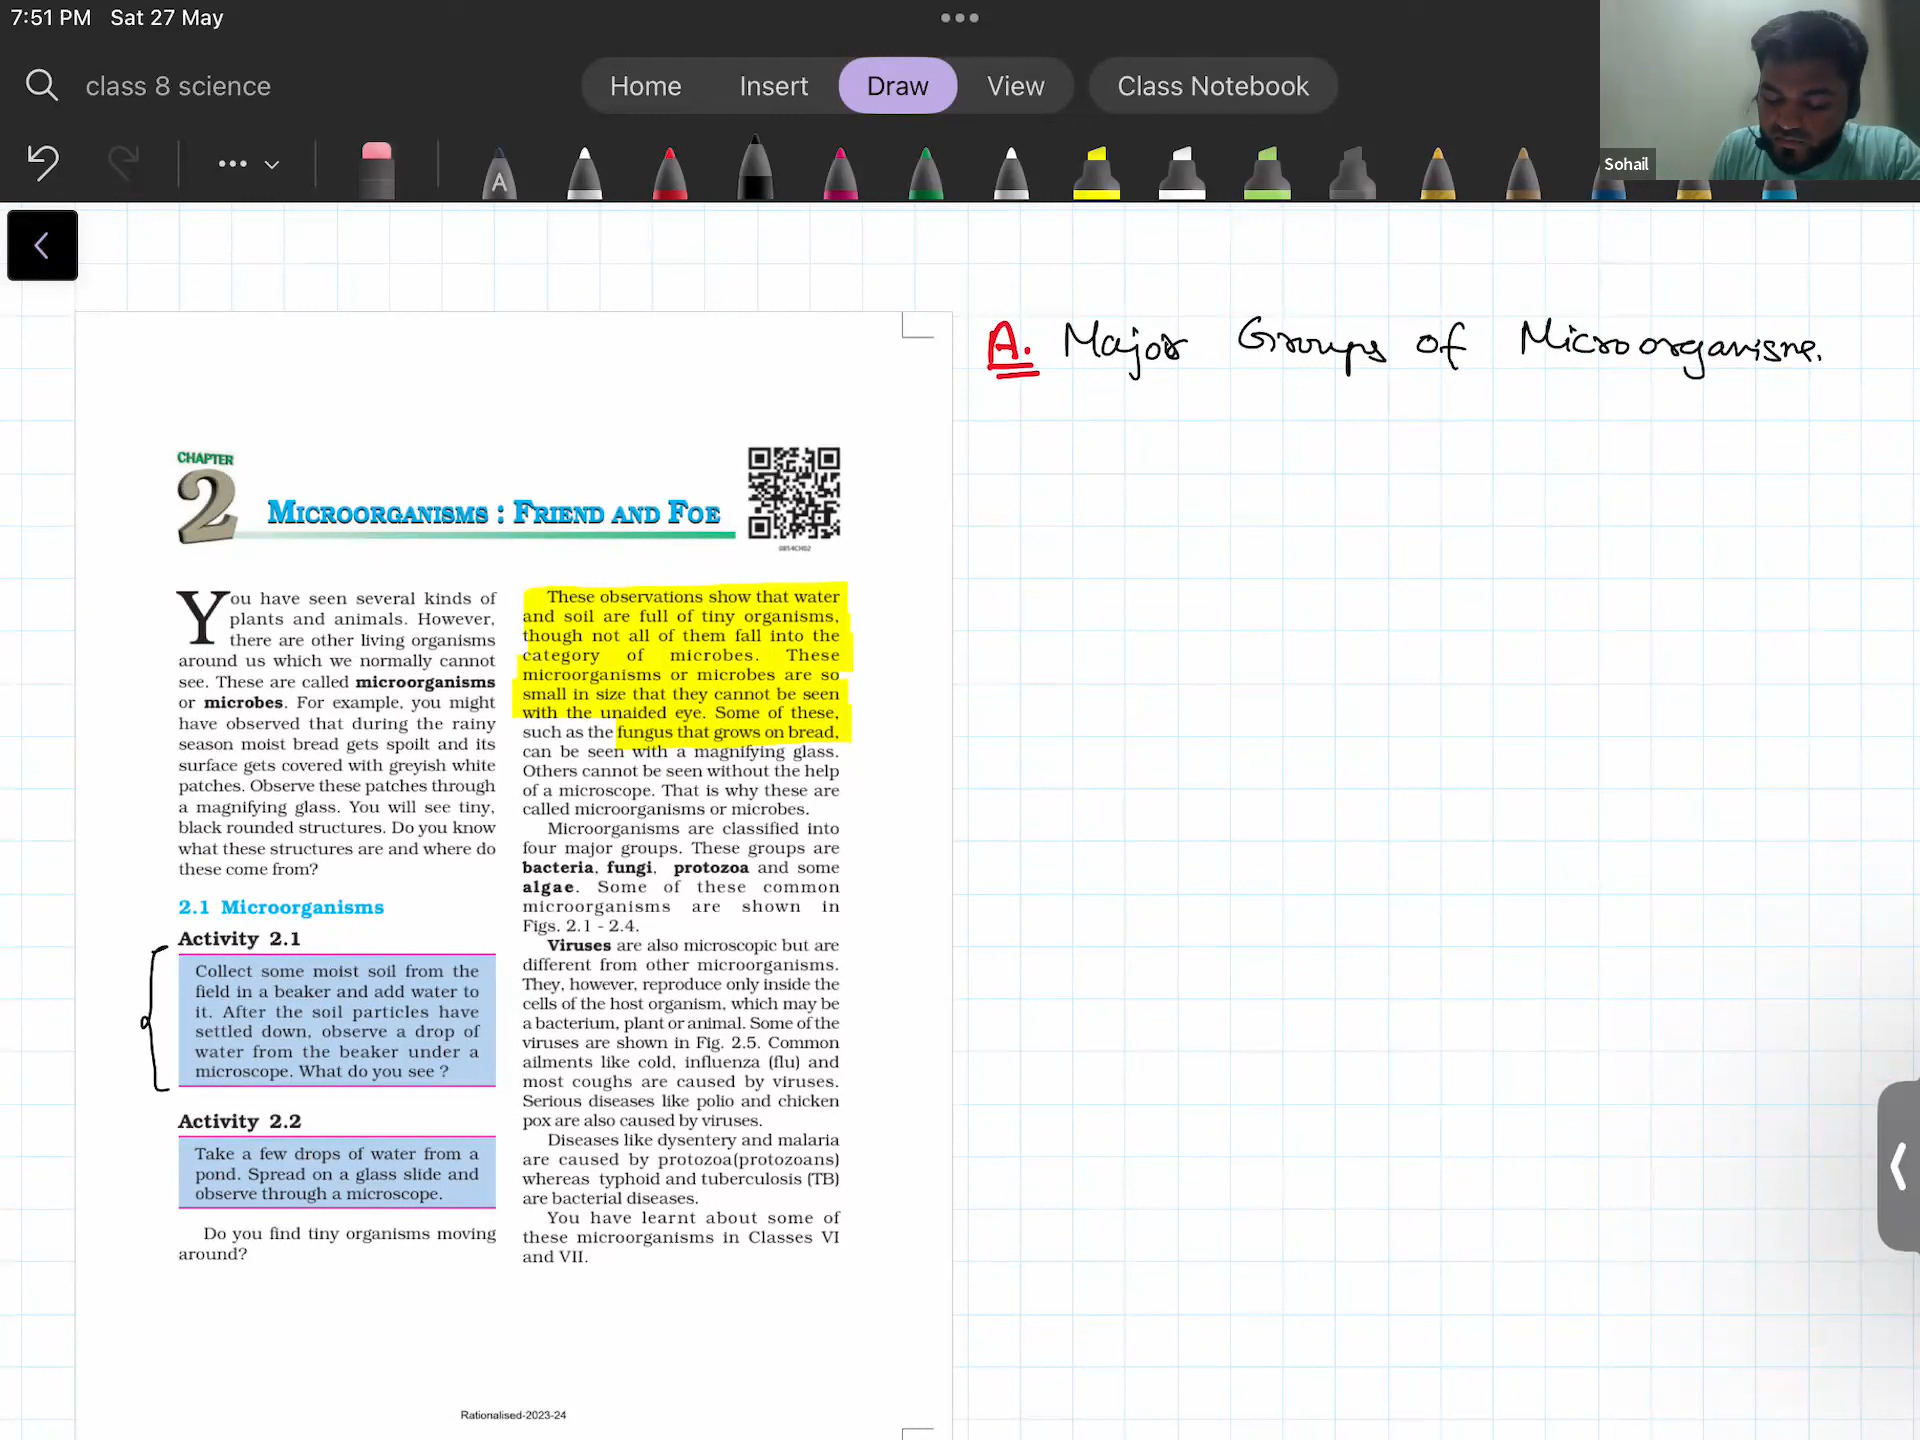 7:51 PM Sat 27 May
class 8 science
Home Insert Draw View Class Notebook
A
Sohail
A. Major Groups of Microorganisms.
CHAPTER
2
MICROORGANISMS : FRIEND AND FOE
0854CH02
You have seen several kinds of
plants and animals. However,
there are other living organisms
around us which we normally cannot
see. These are called microorganisms
or microbes. For example, you might
have observed that during the rainy
season moist bread gets spoilt and its
surface gets covered with greyish white
patches. Observe these patches through
a magnifying glass. You will see tiny,
black rounded structures. Do you know
what these structures are and where do
these come from?
2.1 Microorganisms
Activity 2.1
Collect some moist soil from the
field in a beaker and add water to
it. After the soil particles have
settled down, observe a drop of
water from the beaker under a
microscope. What do you see ?
Activity 2.2
Take a few drops of water from a
pond. Spread on a glass slide and
observe through a microscope.
Do you find tiny organisms moving
around?
These observations show that water
and soil are full of tiny organisms,
though not all of them fall into the
category of microbes. These
microorganisms or microbes are so
small in size that they cannot be seen
with the unaided eye. Some of these,
such as the fungus that grows on bread,
can be seen with a magnifying glass.
Others cannot be seen without the help
of a microscope. That is why these are
called microorganisms or microbes.
Microorganisms are classified into
four major groups. These groups are
bacteria, fungi, protozoa and some
algae. Some of these common
microorganisms are shown in
Figs. 2.1 - 2.4.
Viruses are also microscopic but are
different from other microorganisms.
They, however, reproduce only inside the
cells of the host organism, which may be
a bacterium, plant or animal. Some of the
viruses are shown in Fig. 2.5. Common
ailments like cold, influenza (flu) and
most coughs are caused by viruses.
Serious diseases like polio and chicken
pox are also caused by viruses.
Diseases like dysentery and malaria
are caused by protozoa(protozoans)
whereas typhoid and tuberculosis (TB)
are bacterial diseases.
You have learnt about some of
these microorganisms in Classes VI
and VII.
Rationalised-2023-24